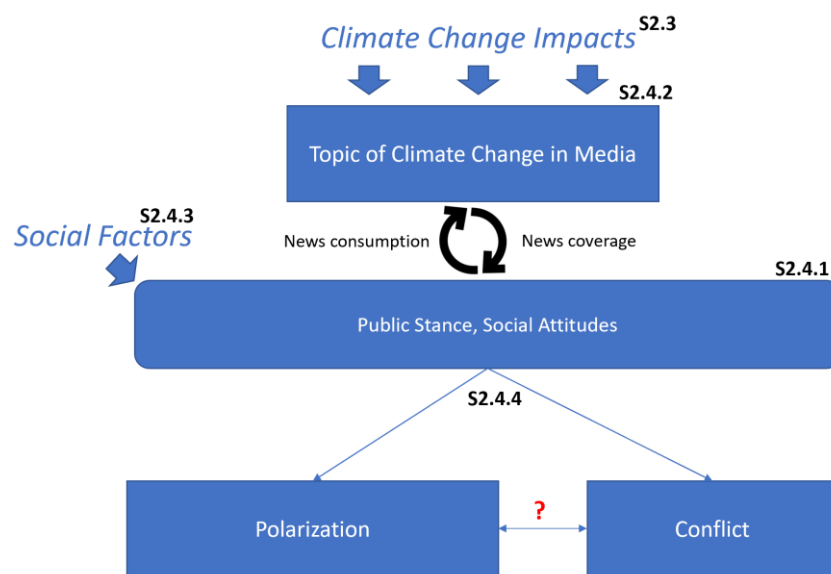 Climate Change Impacts S2.3
S2.4.2
Topic of Climate Change in Media
S2.4.3
Social Factors
News consumption
News coverage
S2.4.1
Public Stance, Social Attitudes
S2.4.4
Polarization
?
Conflict